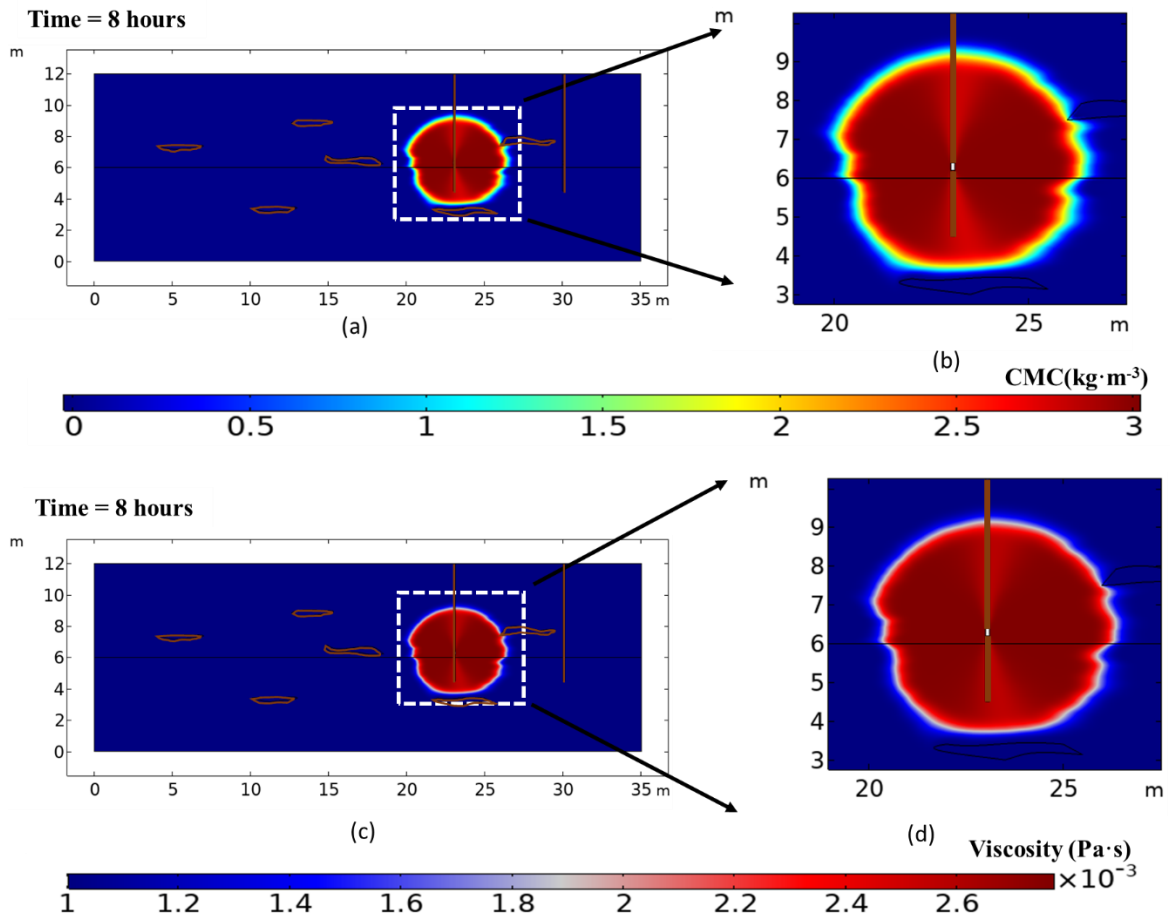 Time = 8 hours
m
12
10
8
6
4
2
0
0 5 10 15 20 25 30 35 m
(a)
m
9
8
7
6
5
4
3
20 25 m
(b)
CMC(kg·m⁻³)
0 0.5 1 1.5 2 2.5 3
Time = 8 hours
m
12
10
8
6
4
2
0
0 5 10 15 20 25 30 35 m
(c)
m
9
8
7
6
5
4
3
20 25 m
(d)
Viscosity (Pa·s)
×10⁻³
1 1.2 1.4 1.6 1.8 2 2.2 2.4 2.6